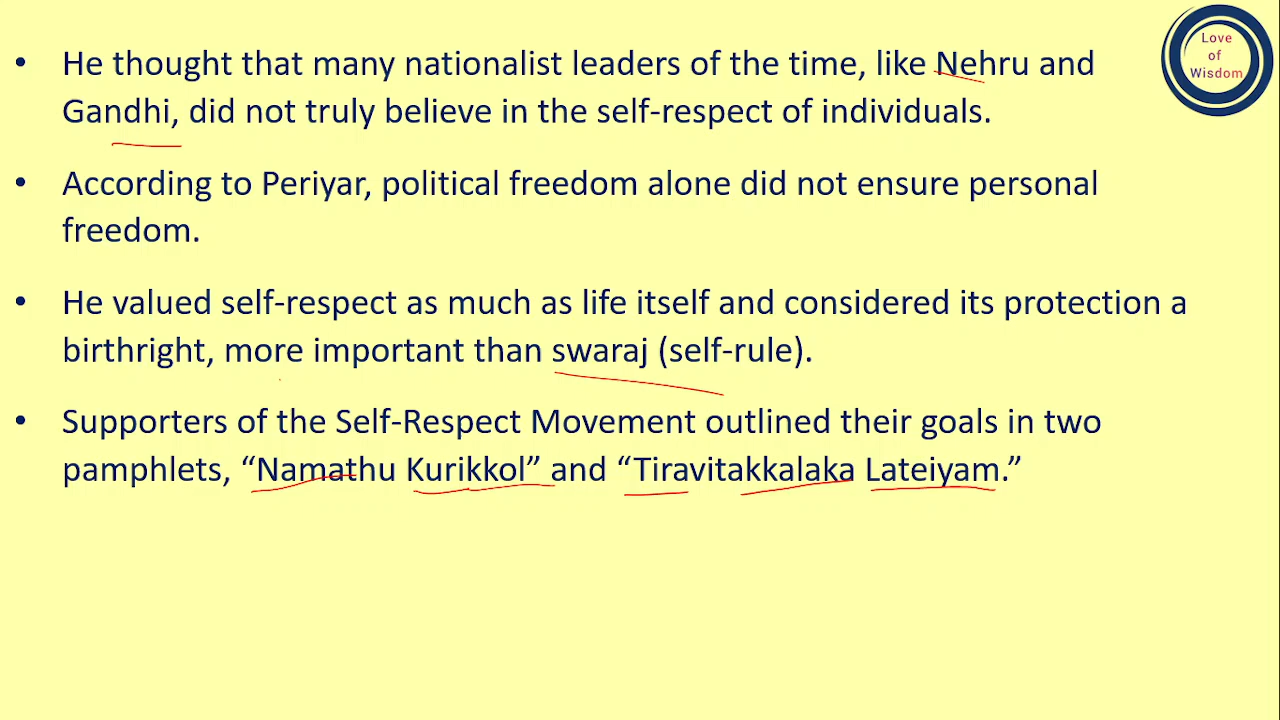 Love
of
Wisdom
• He thought that many nationalist leaders of the time, like Nehru and
Gandhi, did not truly believe in the self-respect of individuals.
• According to Periyar, political freedom alone did not ensure personal
freedom.
• He valued self-respect as much as life itself and considered its protection a
birthright, more important than swaraj (self-rule).
• Supporters of the Self-Respect Movement outlined their goals in two
pamphlets, “Namathu Kurikkol” and “Tiravitakkalaka Lateiyam.”